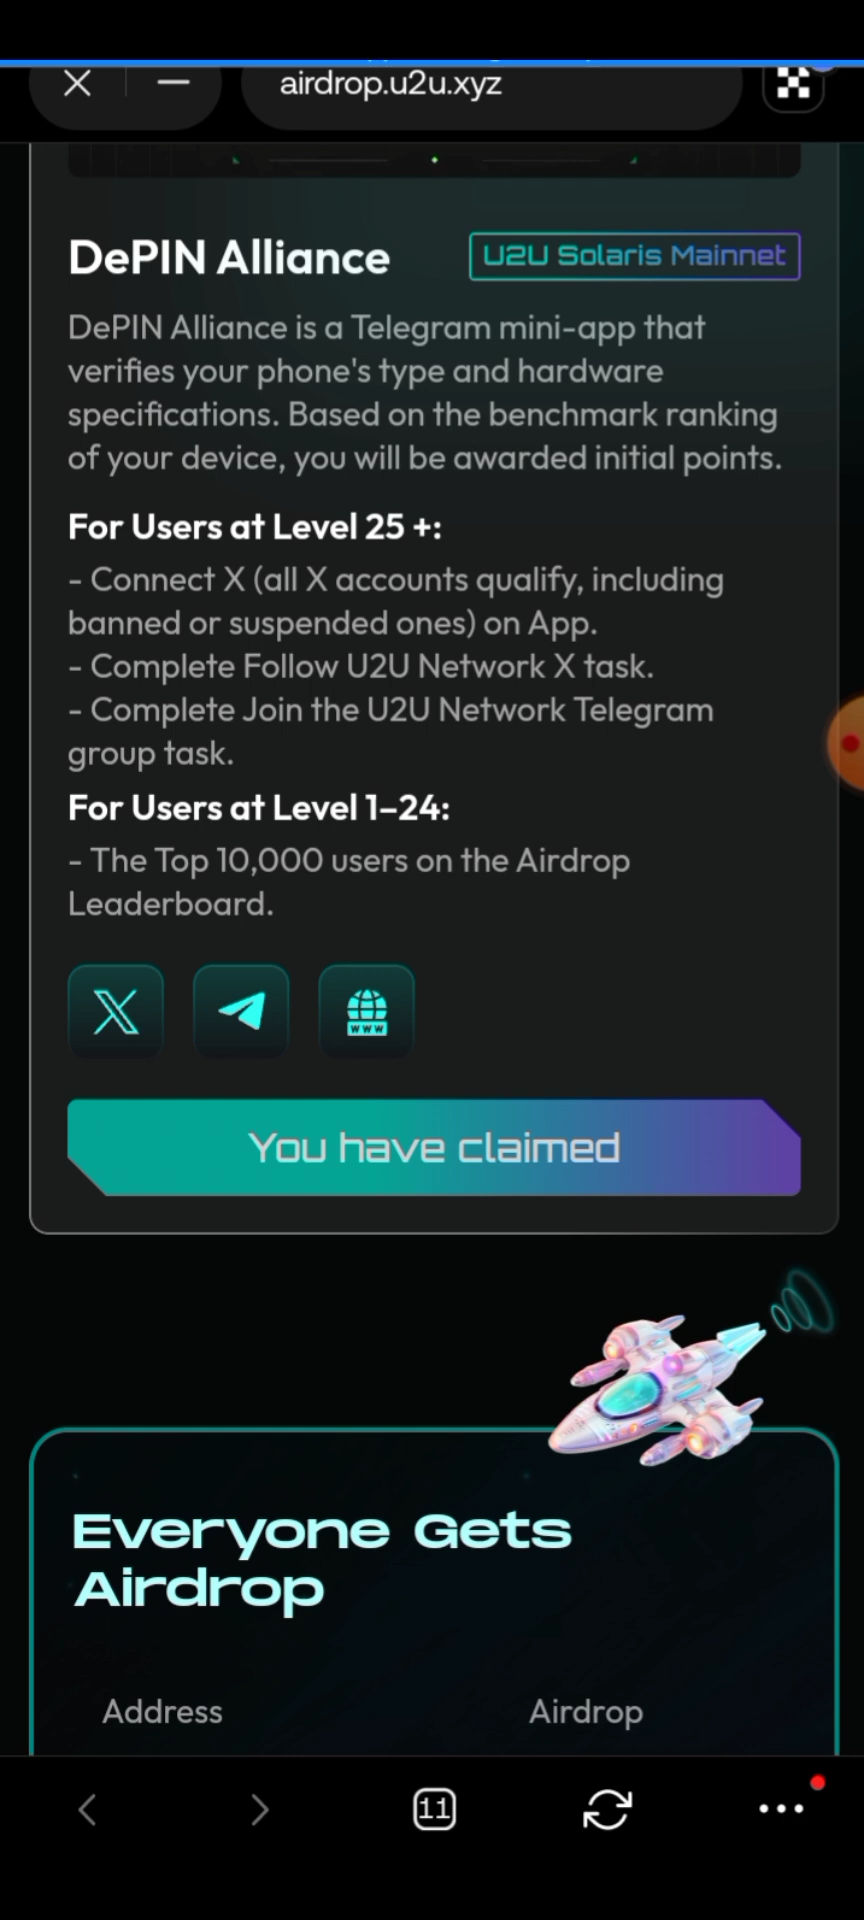 airdrop.u2u.xyz
DePIN Alliance
U2U Solaris Mainnet
DePIN Alliance is a Telegram mini-app that
verifies your phone's type and hardware
specifications. Based on the benchmark ranking
of your device, you will be awarded initial points.
For Users at Level 25 +:
- Connect X (all X accounts qualify, including
banned or suspended ones) on App.
- Complete Follow U2U Network X task.
- Complete Join the U2U Network Telegram
group task.
For Users at Level 1–24:
- The Top 10,000 users on the Airdrop
Leaderboard.
WWW
You have claimed
Everyone Gets
Airdrop
Address Airdrop
11